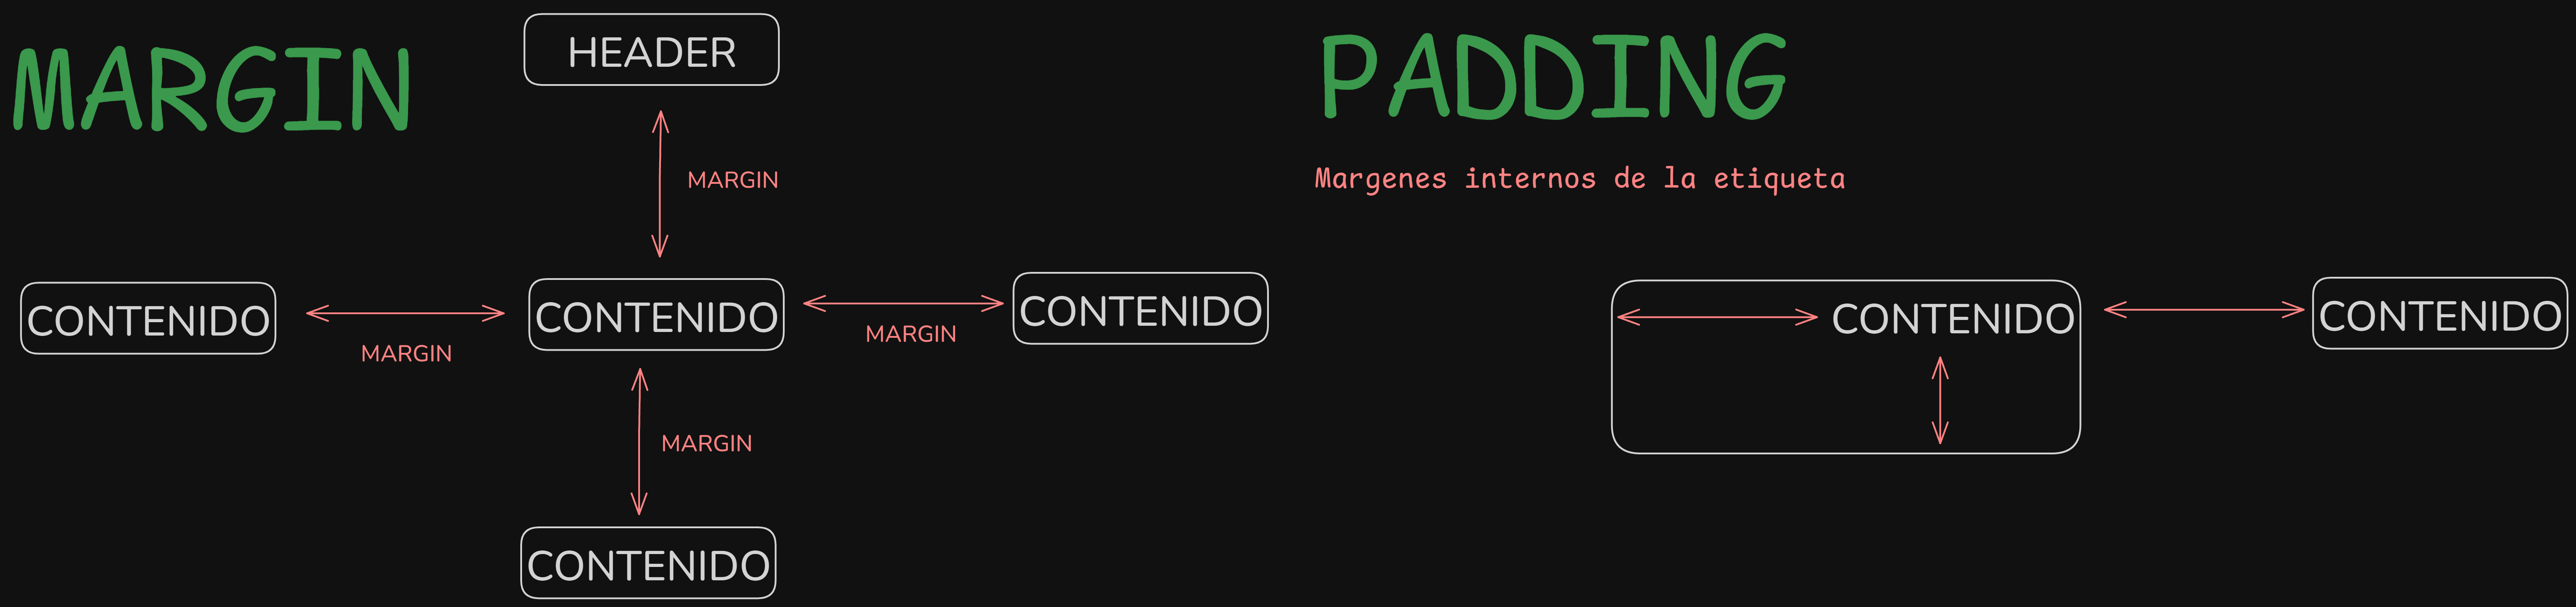 MARGIN
HEADER
MARGIN
CONTENIDO
MARGIN
CONTENIDO
MARGIN
CONTENIDO
MARGIN
CONTENIDO
PADDING
Margenes internos de la etiqueta
CONTENIDO
CONTENIDO